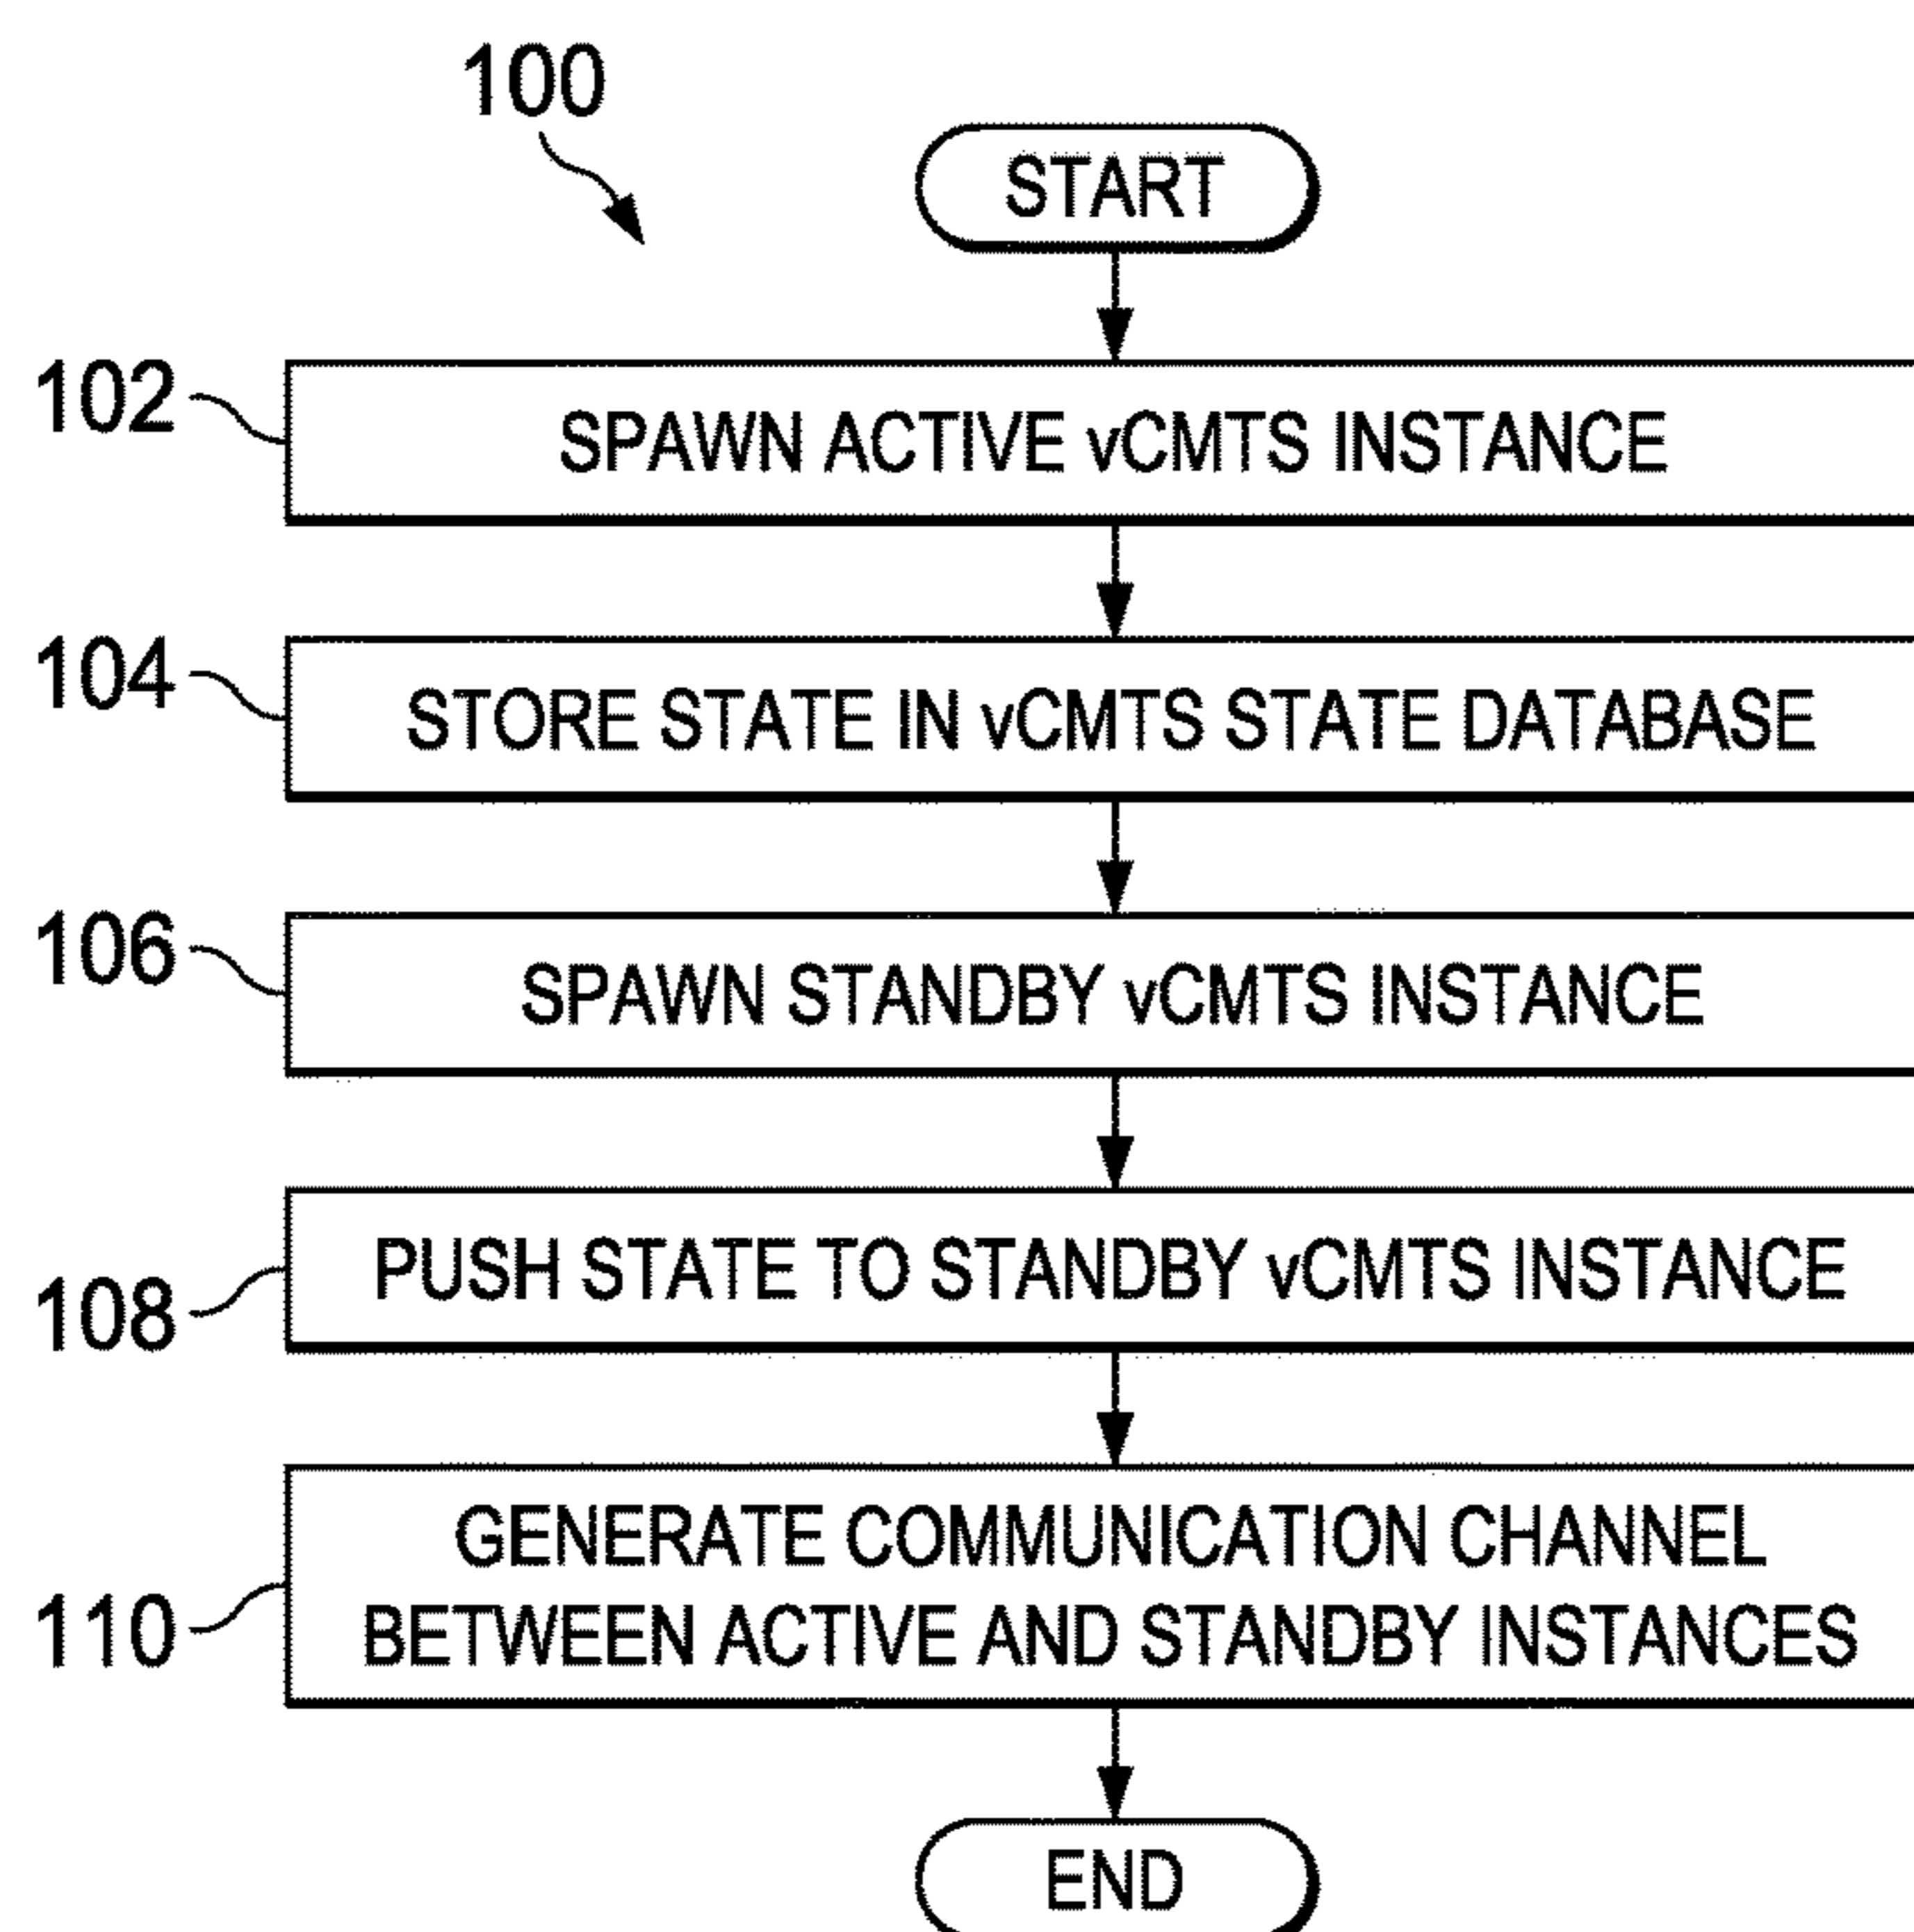 100
START
102
SPAWN ACTIVE vCMTS INSTANCE
104
STORE STATE IN vCMTS STATE DATABASE
106
SPAWN STANDBY vCMTS INSTANCE
108
PUSH STATE TO STANDBY vCMTS INSTANCE
110
GENERATE COMMUNICATION CHANNEL
BETWEEN ACTIVE AND STANDBY INSTANCES
END